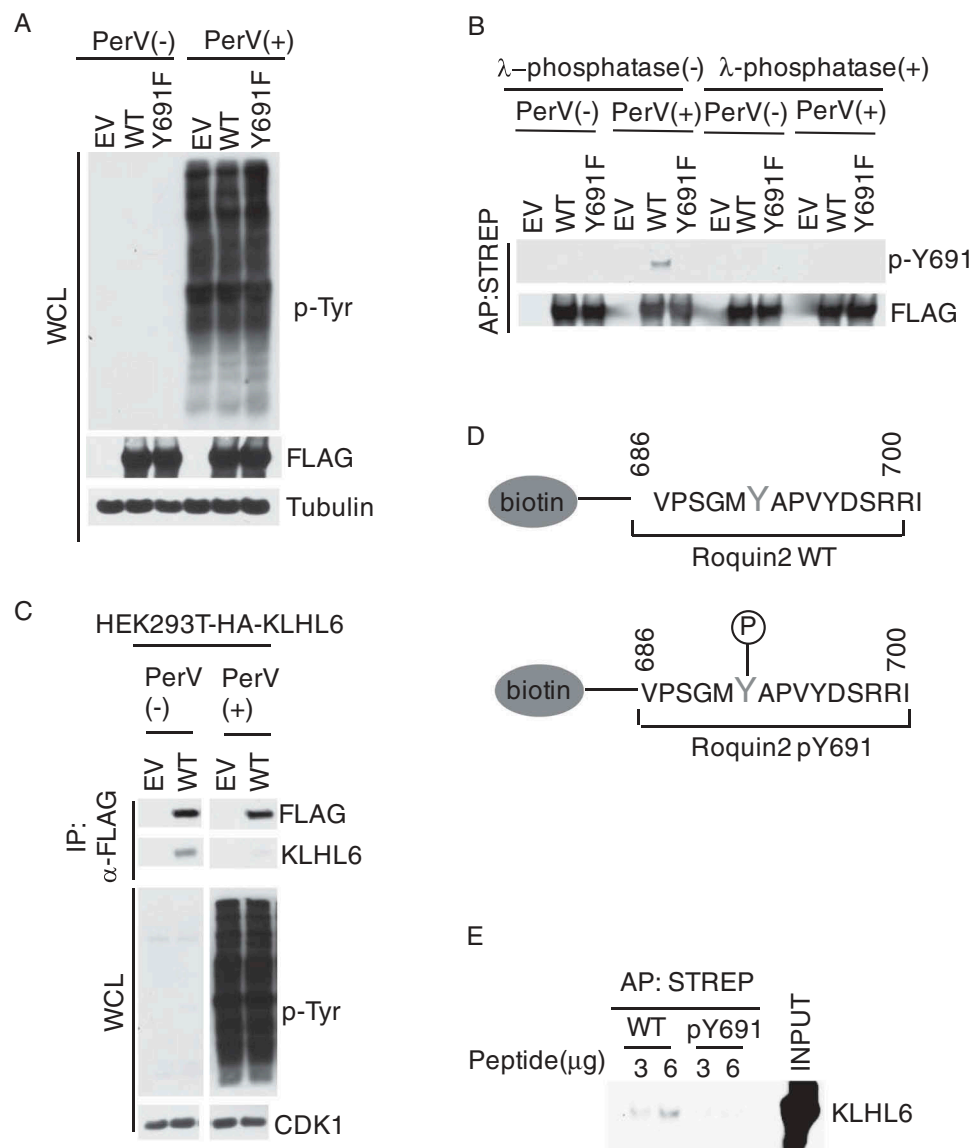 A
PerV(-) PerV(+)
EV WT Y691F EV WT Y691F
WCL
p-Tyr
FLAG
Tubulin
B
λ-phosphatase(-) λ-phosphatase(+)
PerV(-) PerV(+) PerV(-) PerV(+)
EV WT Y691F EV WT Y691F EV WT Y691F EV WT Y691F
AP:STREP
p-Y691
FLAG
C
HEK293T-HA-KLHL6
PerV PerV
(-) (+)
EV WT EV WT
IP:
α-FLAG
FLAG
KLHL6
WCL
p-Tyr
CDK1
D
686 700
biotin VPSGMYAPVYDSRRI
Roquin2 WT
P
686 700
biotin VPSGMYAPVYDSRRI
Roquin2 pY691
E
AP: STREP
WT pY691 INPUT
Peptide(μg) 3 6 3 6
KLHL6